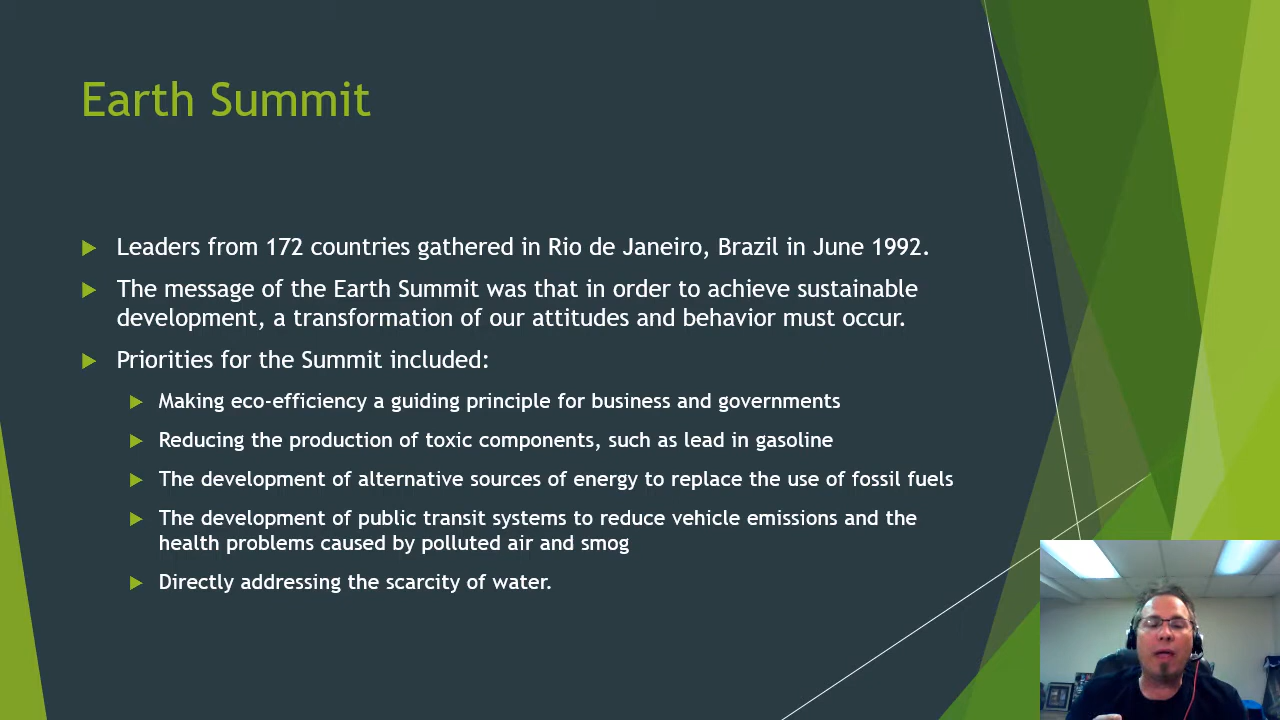 Earth Summit
Leaders from 172 countries gathered in Rio de Janeiro, Brazil in June 1992.
The message of the Earth Summit was that in order to achieve sustainable
development, a transformation of our attitudes and behavior must occur.
Priorities for the Summit included:
Making eco-efficiency a guiding principle for business and governments
Reducing the production of toxic components, such as lead in gasoline
The development of alternative sources of energy to replace the use of fossil fuels
The development of public transit systems to reduce vehicle emissions and the
health problems caused by polluted air and smog
Directly addressing the scarcity of water.